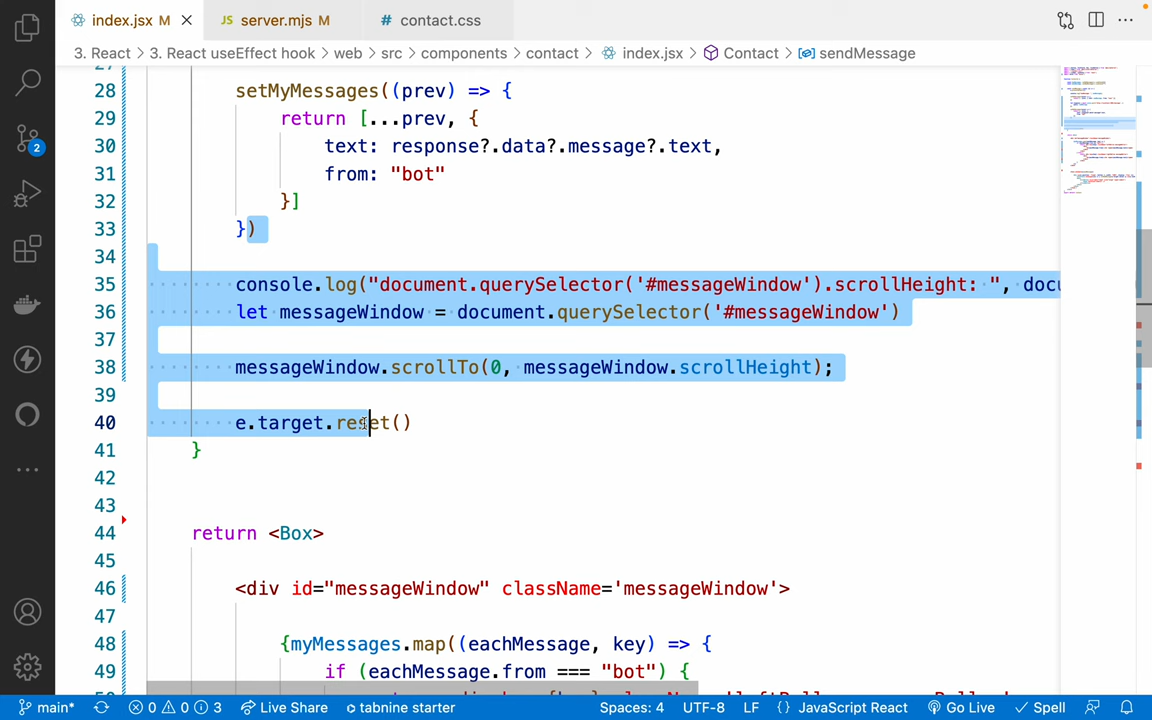 index.jsx M
JS server.mjs M
# contact.css
3. React > 3. React useEffect hook > web > src > components > contact > index.jsx > Contact > sendMessage
27
28 setMyMessages((prev) => {
29 return [...prev, {
30 text: response?.data?.message?.text,
31 from: "bot"
32 }]
33 })
34
35 console.log("document.querySelector('#messageWindow').scrollHeight: ", docu
36 let messageWindow = document.querySelector('#messageWindow')
37
38 messageWindow.scrollTo(0, messageWindow.scrollHeight);
39
40 e.target.reset()
41 }
42
43
44 return <Box>
45
46 <div id="messageWindow" className='messageWindow'>
47
48 {myMessages.map((eachMessage, key) => {
49 if (eachMessage.from === "bot") {
2
main* 0 0 3 Live Share tabnine starter Spaces: 4 UTF-8 LF {} JavaScript React Go Live Spell